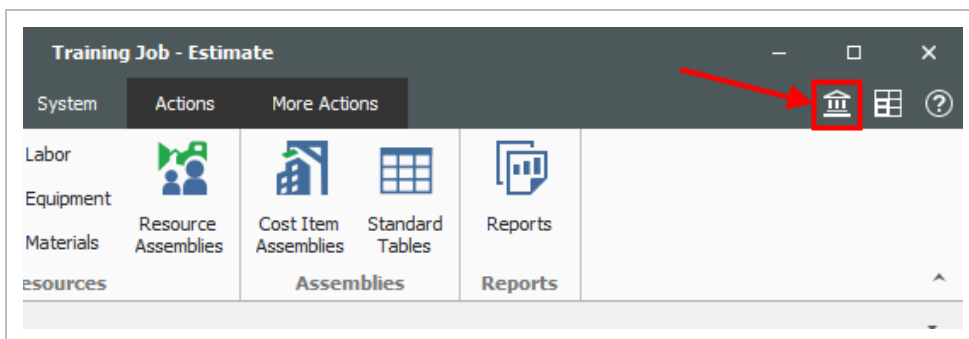 Training Job - Estimate
System Actions More Actions
Labor
Equipment
Materials
Resource
Assemblies
Cost Item
Assemblies
Standard
Tables
Reports
esources Assemblies Reports